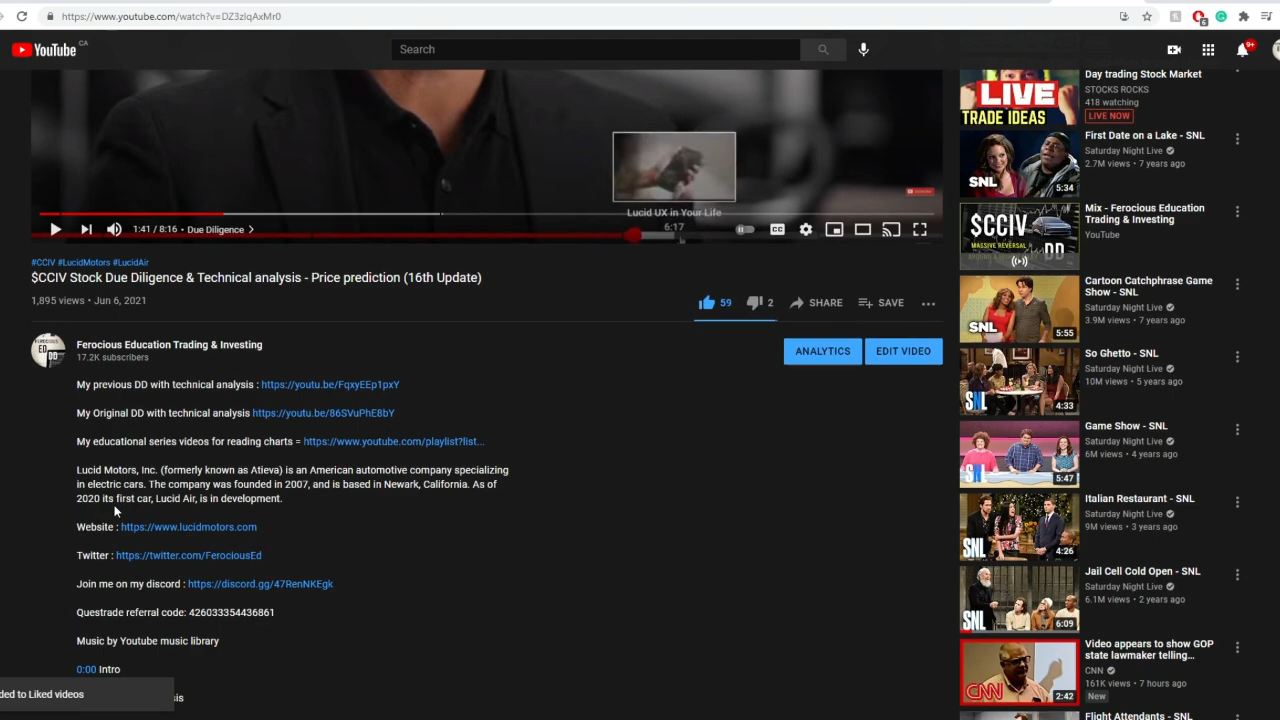 https://www.youtube.com/watch?v=DZ3zlqAxMr0
6
YouTube CA
Search
9+
Lucid UX in Your Life
6:17
1:41 / 8:16 • Due Diligence >
CC
#CCIV #LucidMotors #LucidAir
$CCIV Stock Due Diligence & Technical analysis - Price prediction (16th Update)
1,895 views • Jun 6, 2021
59
2
SHARE
SAVE
FEROCIOUS
ED DD
Ferocious Education Trading & Investing
17.2K subscribers
ANALYTICS
EDIT VIDEO
My previous DD with technical analysis : https://youtu.be/FqxyEEp1pxY
My Original DD with technical analysis https://youtu.be/86SVuPhE8bY
My educational series videos for reading charts = https://www.youtube.com/playlist?list...
Lucid Motors, Inc. (formerly known as Atieva) is an American automotive company specializing
in electric cars. The company was founded in 2007, and is based in Newark, California. As of
2020 its first car, Lucid Air, is in development.
Website : https://www.lucidmotors.com
Twitter : https://twitter.com/FerociousEd
Join me on my discord : https://discord.gg/47RenNKEgk
Questrade referral code: 426033354436861
Music by Youtube music library
0:00 Intro
sis
ded to Liked videos
LIVE
TRADE IDEAS
Day trading Stock Market
STOCKS ROCKS
418 watching
LIVE NOW
SNL
5:34
First Date on a Lake - SNL
Saturday Night Live
2.7M views • 7 years ago
$CCIV
MASSIVE REVERSAL
DD
Mix - Ferocious Education
Trading & Investing
YouTube
SNL
5:55
Cartoon Catchphrase Game
Show - SNL
Saturday Night Live
3.9M views • 7 years ago
SNL
4:33
So Ghetto - SNL
Saturday Night Live
10M views • 5 years ago
SNL
5:47
Game Show - SNL
Saturday Night Live
6M views • 4 years ago
SNL
4:26
Italian Restaurant - SNL
Saturday Night Live
9M views • 3 years ago
SNL
6:09
Jail Cell Cold Open - SNL
Saturday Night Live
6.1M views • 2 years ago
CNN
2:42
Video appears to show GOP
state lawmaker telling…
CNN
161K views • 7 hours ago
New
Flight Attendants - SNL